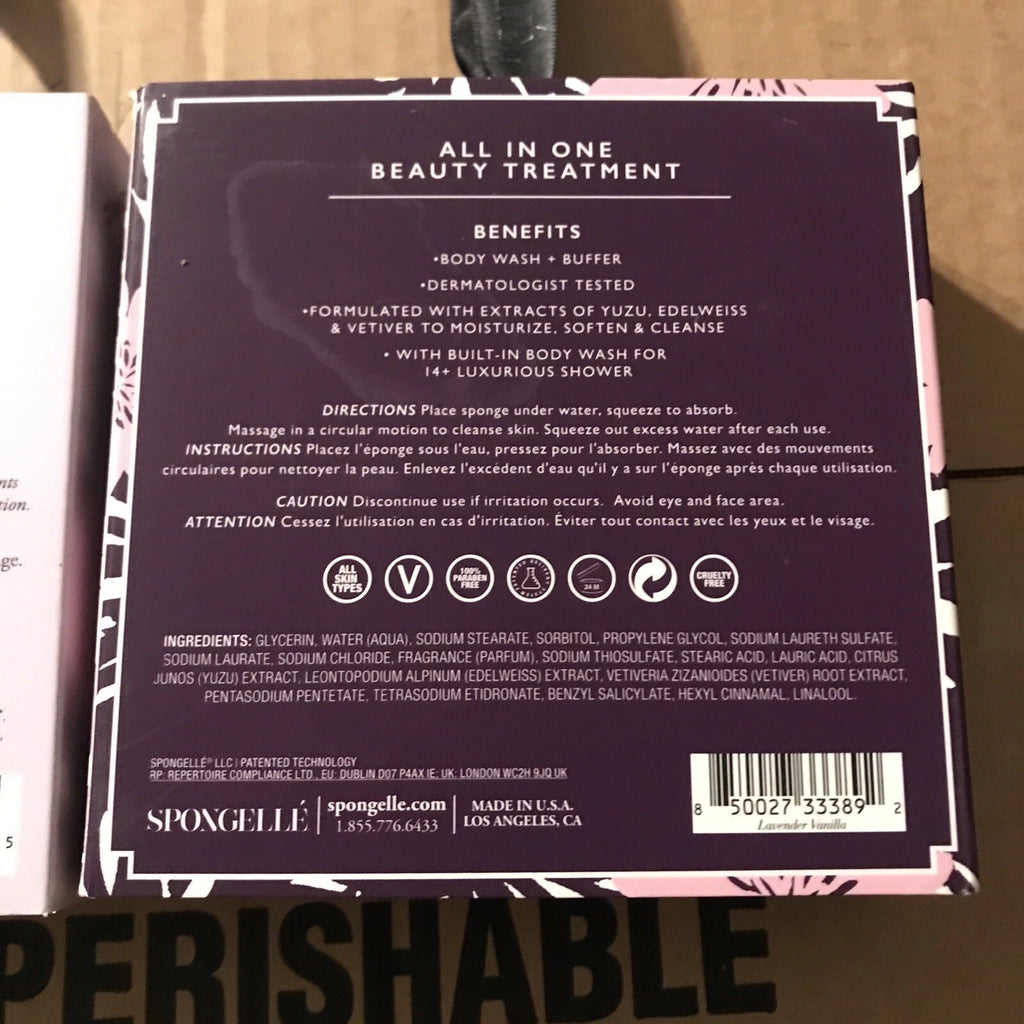 ALL IN ONE
BEAUTY TREATMENT
BENEFITS
•BODY WASH + BUFFER
•DERMATOLOGIST TESTED
•FORMULATED WITH EXTRACTS OF YUZU, EDELWEISS
& VETIVER TO MOISTURIZE, SOFTEN & CLEANSE
• WITH BUILT-IN BODY WASH FOR
14+ LUXURIOUS SHOWER
DIRECTIONS Place sponge under water, squeeze to absorb.
Massage in a circular motion to cleanse skin. Squeeze out excess water after each use.
INSTRUCTIONS Placez l'éponge sous l'eau, pressez pour l'absorber. Massez avec des mouvements
circulaires pour nettoyer la peau. Enlevez l'excédent d'eau qu'il y a sur l'éponge après chaque utilisation.
CAUTION Discontinue use if irritation occurs. Avoid eye and face area.
ATTENTION Cessez l'utilisation en cas d'irritation. Éviter tout contact avec les yeux et le visage.
ALL
SKIN
TYPES
V
100%
PARABEN
FREE
24 M
CRUELTY
FREE
INGREDIENTS: GLYCERIN, WATER (AQUA), SODIUM STEARATE, SORBITOL, PROPYLENE GLYCOL, SODIUM LAURETH SULFATE,
SODIUM LAURATE, SODIUM CHLORIDE, FRAGRANCE (PARFUM), SODIUM THIOSULFATE, STEARIC ACID, LAURIC ACID, CITRUS
JUNOS (YUZU) EXTRACT, LEONTOPODIUM ALPINUM (EDELWEISS) EXTRACT, VETIVERIA ZIZANIOIDES (VETIVER) ROOT EXTRACT,
PENTASODIUM PENTETATE, TETRASODIUM ETIDRONATE, BENZYL SALICYLATE, HEXYL CINNAMAL, LINALOOL.
SPONGELLÉ® LLC | PATENTED TECHNOLOGY
RP: REPERTOIRE COMPLIANCE LTD., EU: DUBLIN D07 P4AX IE; UK: LONDON WC2H 9JQ UK
SPONGELLÉ
spongelle.com
1.855.776.6433
MADE IN U.S.A.
LOS ANGELES, CA
8 50027 33389 2
Lavender Vanilla
nts
tion.
ge.
5
PERISHABLE